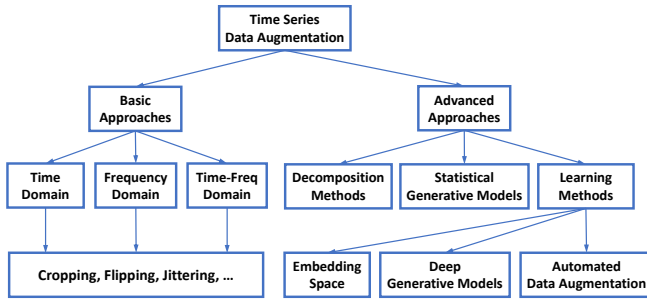 Time Series
Data Augmentation
Basic
Approaches
Advanced
Approaches
Time
Domain
Frequency
Domain
Time-Freq
Domain
Decomposition
Methods
Statistical
Generative Models
Learning
Methods
Cropping, Flipping, Jittering, ...
Embedding
Space
Deep
Generative Models
Automated
Data Augmentation